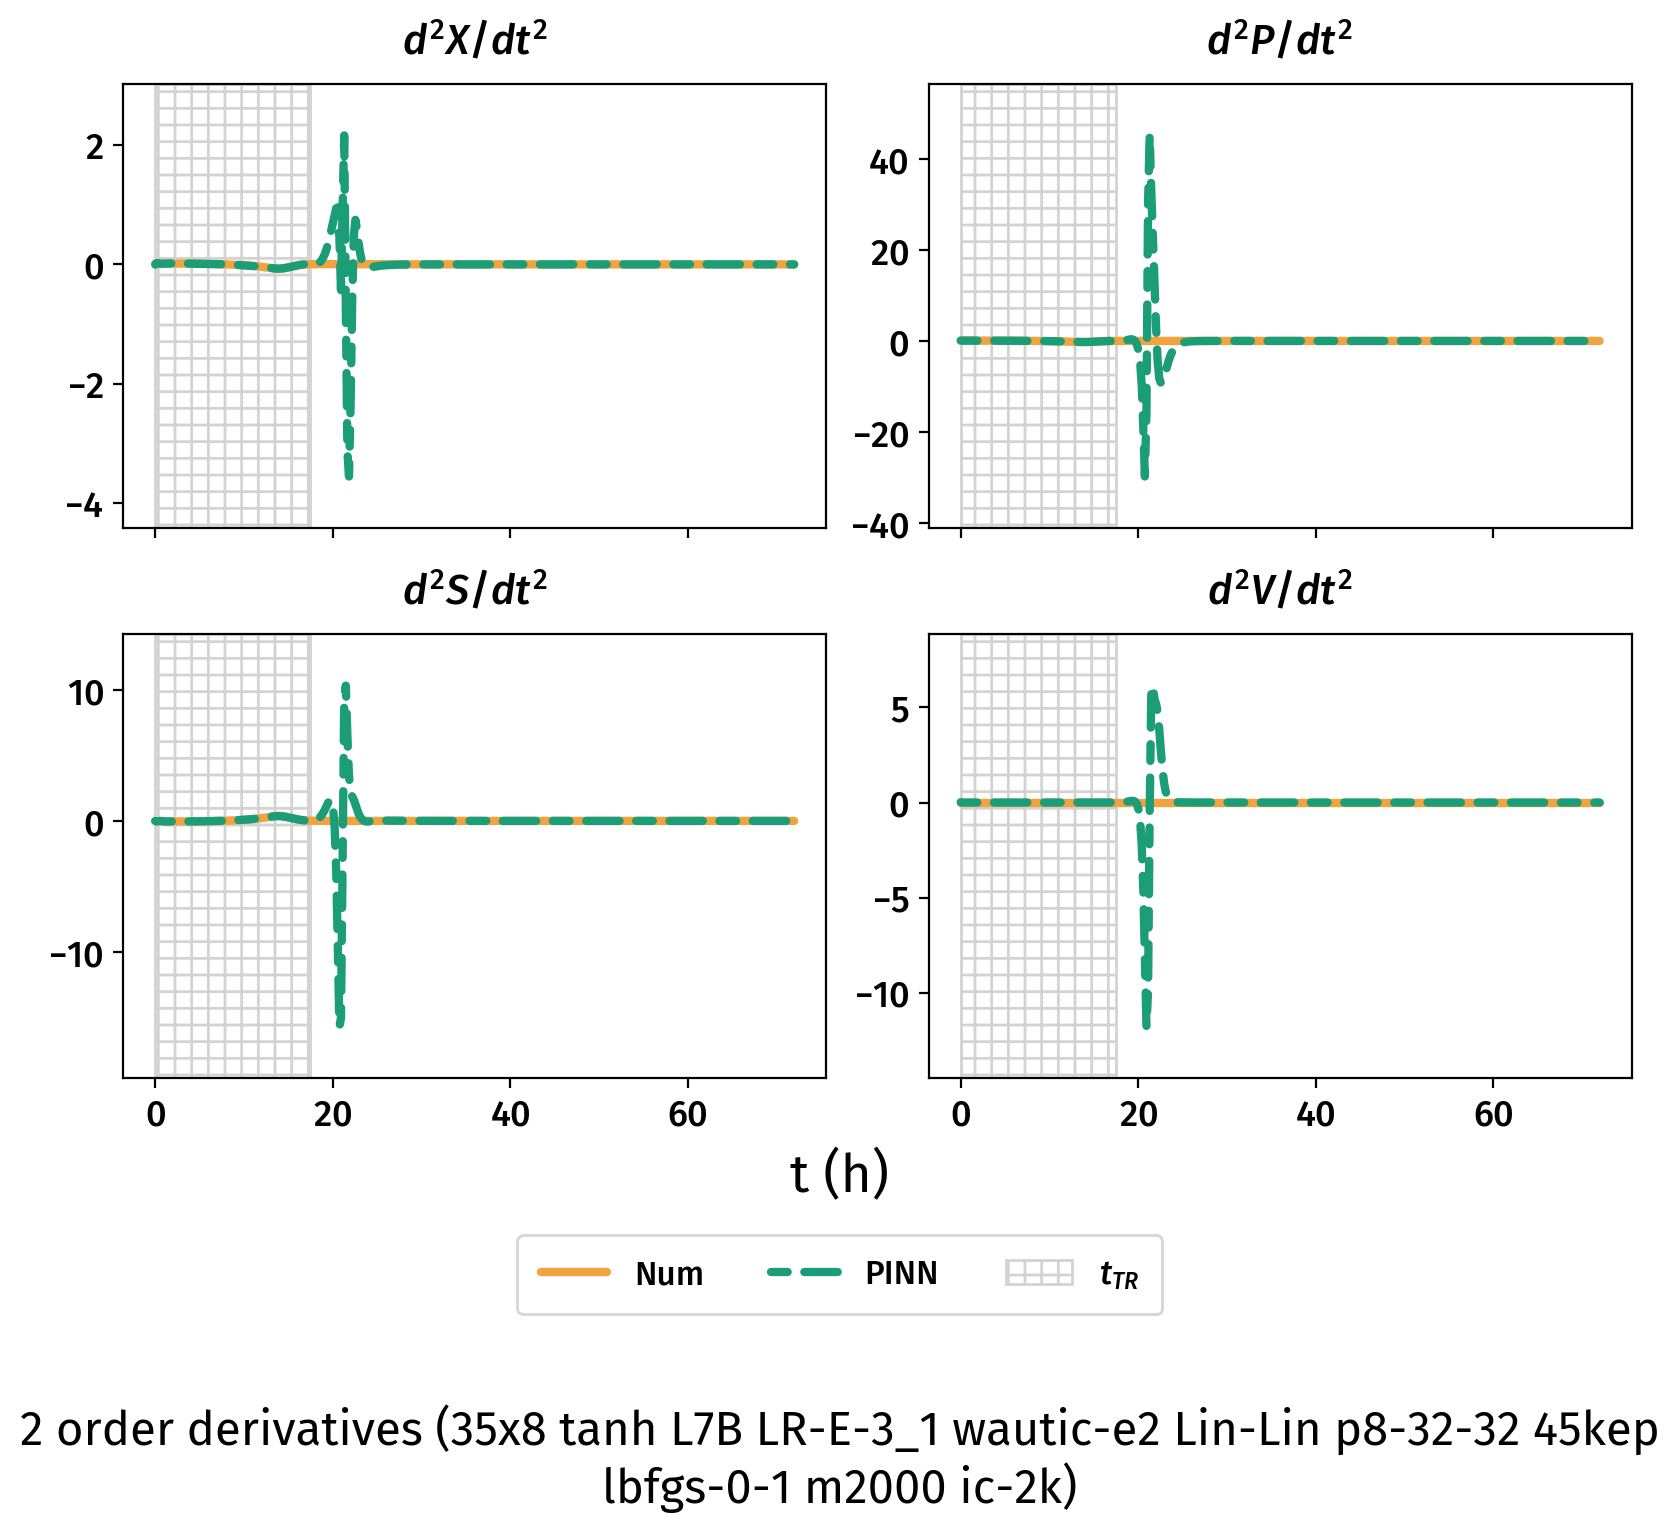 d²X/dt²
d²P/dt²
2
0
−2
−4
40
20
0
−20
−40
d²S/dt²
d²V/dt²
10
0
−10
5
0
−5
−10
0 20 40 60
0 20 40 60
t (h)
Num PINN t_TR
2 order derivatives (35x8 tanh L7B LR-E-3_1 wautic-e2 Lin-Lin p8-32-32 45kep
lbfgs-0-1 m2000 ic-2k)